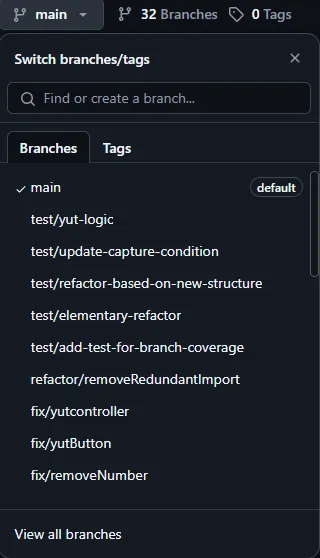 main 32 Branches 0 Tags
Switch branches/tags
Find or create a branch...
Branches Tags
main default
test/yut-logic
test/update-capture-condition
test/refactor-based-on-new-structure
test/elementary-refactor
test/add-test-for-branch-coverage
refactor/removeRedundantImport
fix/yutcontroller
fix/yutButton
fix/removeNumber
View all branches